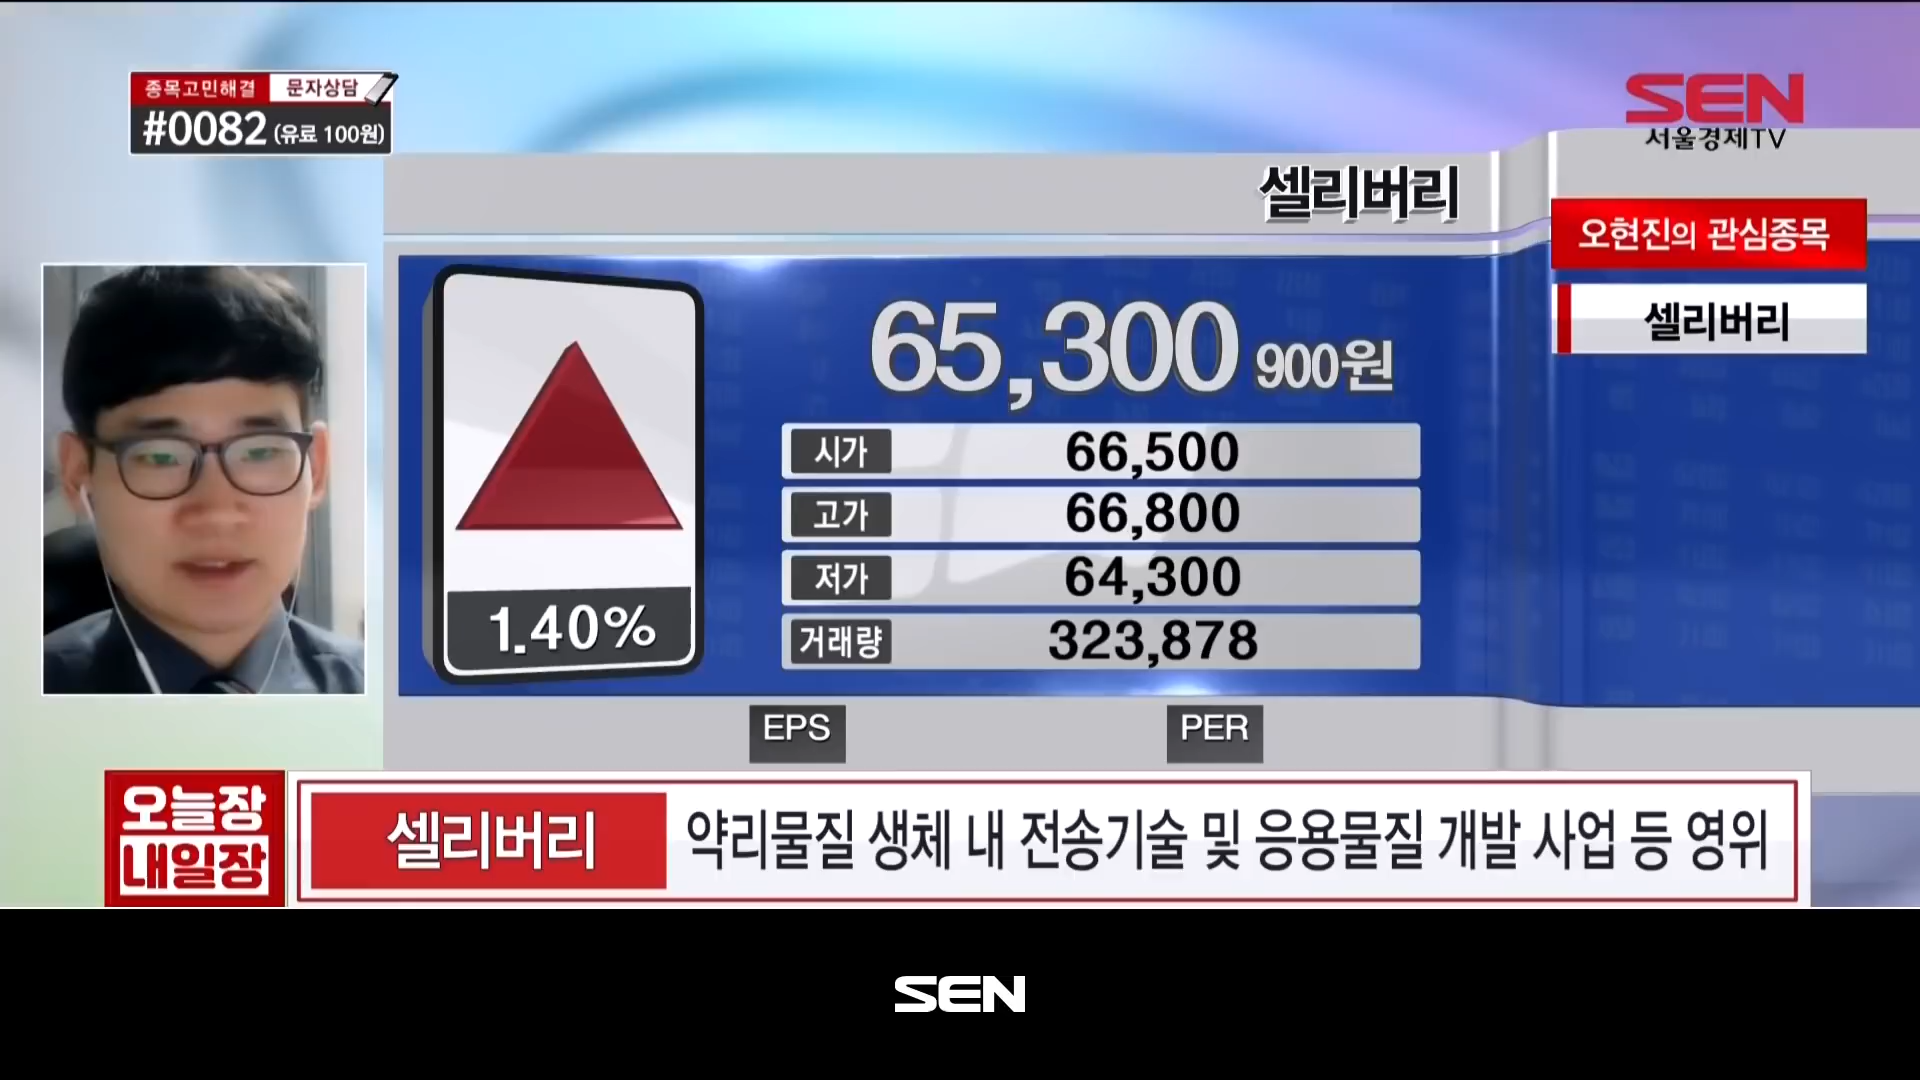 종목고민해결 문자상담
#0082 (유료 100원)
SEN
서울경제TV
셀리버리
오현진의 관심종목
셀리버리
65,300 900원
시가 66,500
고가 66,800
저가 64,300
거래량 323,878
1.40%
EPS PER
오늘장
내일장
셀리버리 약리물질 생체 내 전송기술 및 응용물질 개발 사업 등 영위
SEN